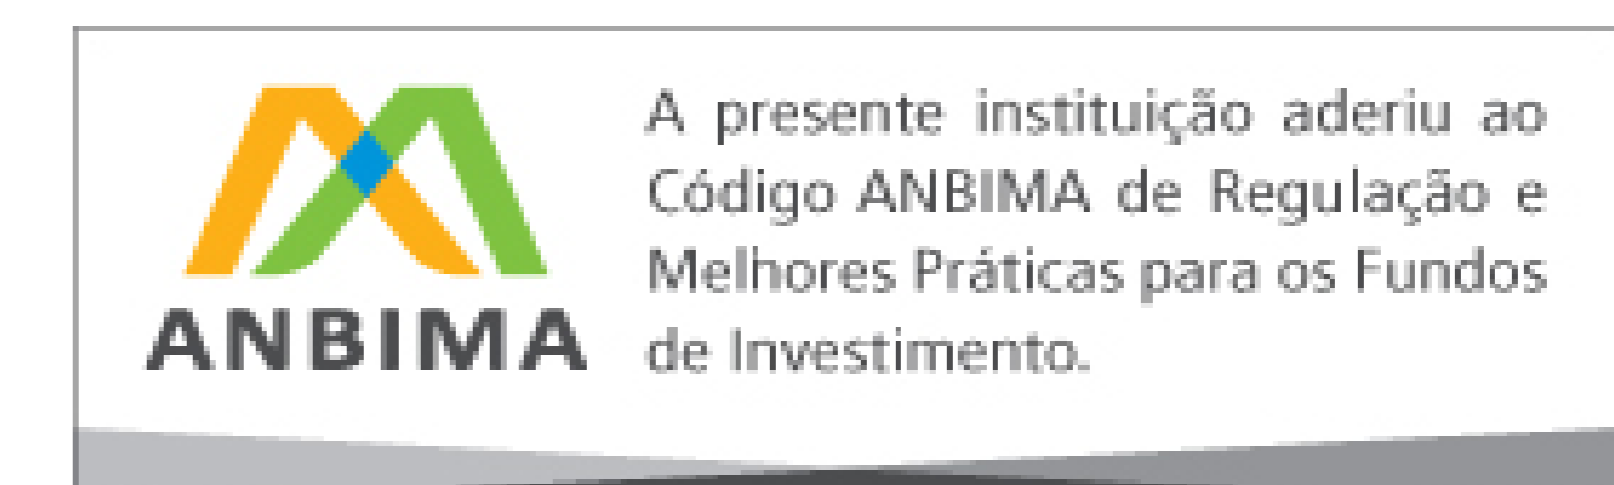 ANBIMA
A presente instituição aderiu ao
Código ANBIMA de Regulação e
Melhores Práticas para os Fundos
de Investimento.